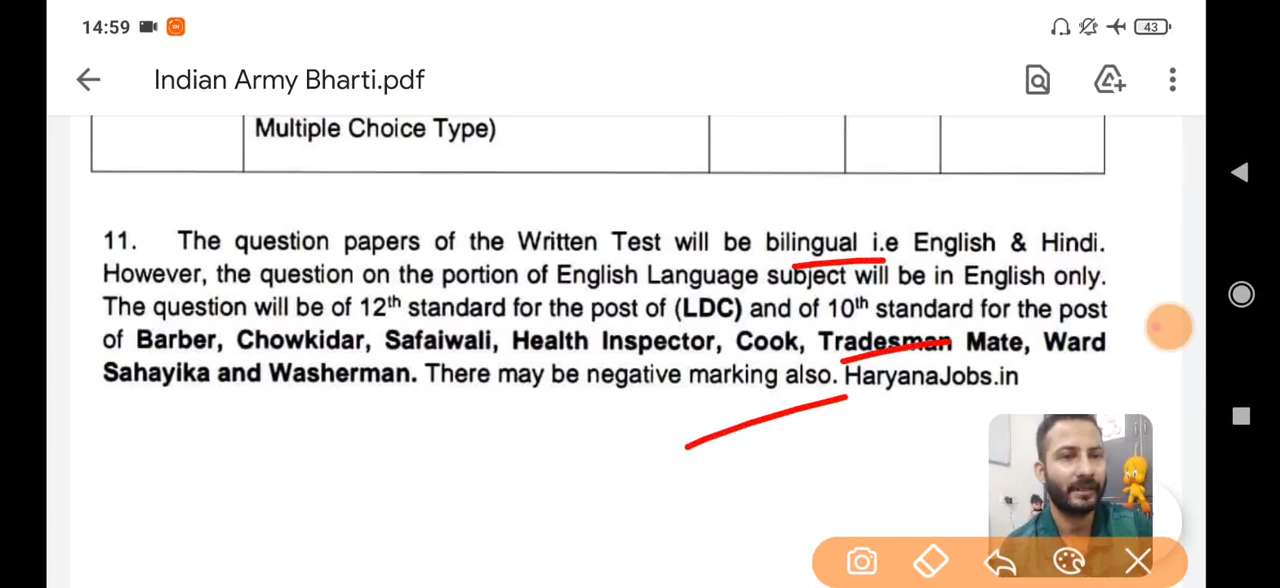 14:59
43
Indian Army Bharti.pdf
Multiple Choice Type)
11. The question papers of the Written Test will be bilingual i.e English & Hindi.
However, the question on the portion of English Language subject will be in English only.
The question will be of 12th standard for the post of (LDC) and of 10th standard for the post
of Barber, Chowkidar, Safaiwali, Health Inspector, Cook, Tradesman Mate, Ward
Sahayika and Washerman. There may be negative marking also. HaryanaJobs.in